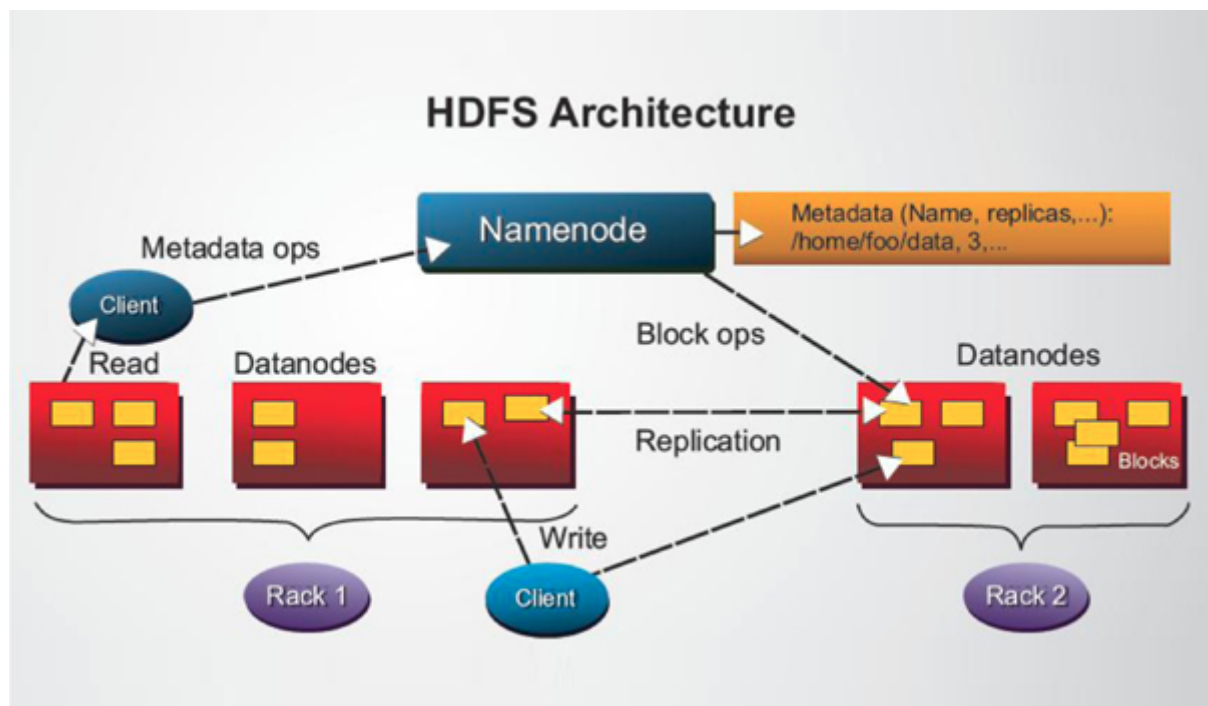 HDFS Architecture
Namenode
Metadata (Name, replicas,...):
/home/foo/data, 3,...
Metadata ops
Client
Block ops
Read
Datanodes
Datanodes
Replication
Blocks
Write
Rack 1
Client
Rack 2